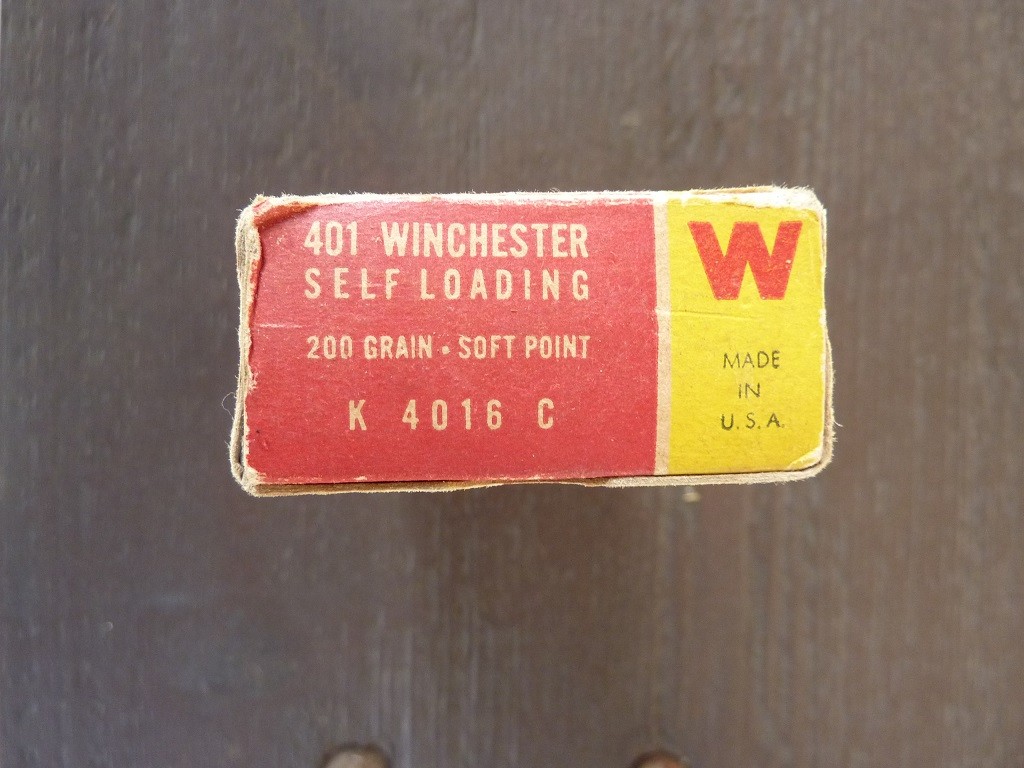 401 WINCHESTER
SELF LOADING
200 GRAIN • SOFT POINT
K 4016 C
W
MADE
IN
U.S.A.